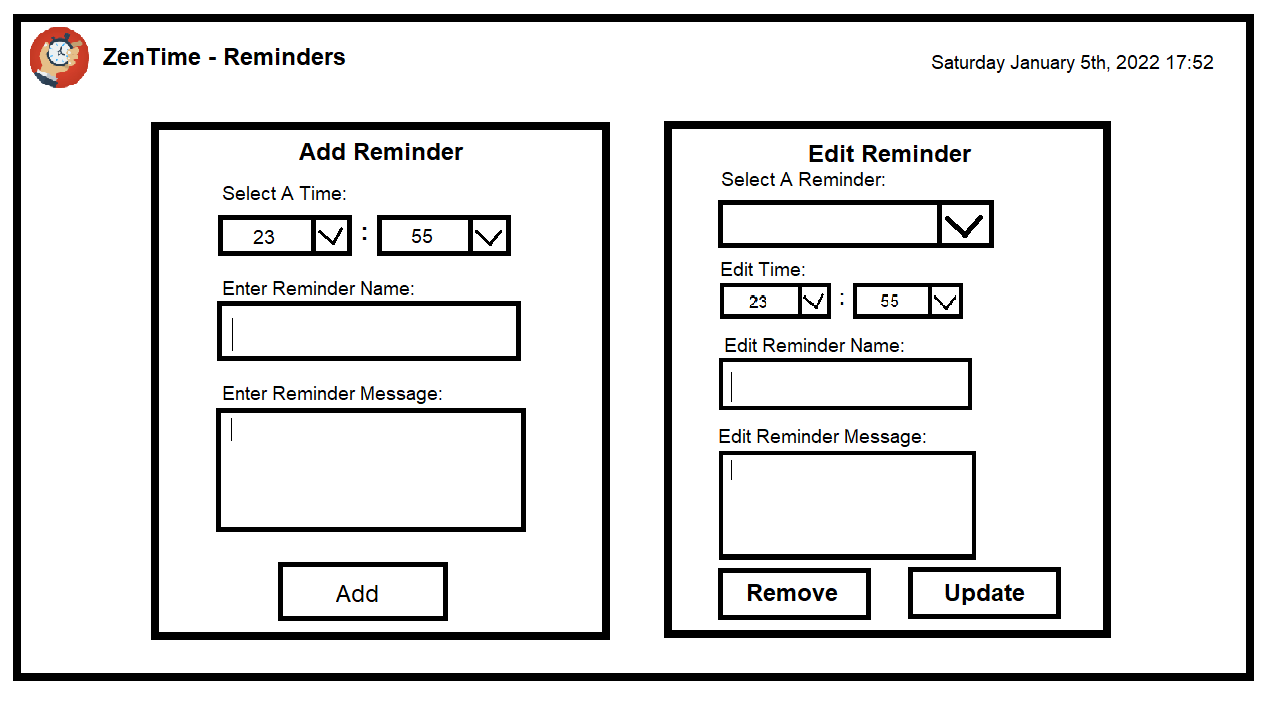 ZenTime - Reminders
Saturday January 5th, 2022 17:52
Add Reminder
Select A Time:
23 : 55
Enter Reminder Name:
Enter Reminder Message:
Add
Edit Reminder
Select A Reminder:
Edit Time:
23 : 55
Edit Reminder Name:
Edit Reminder Message:
Remove Update